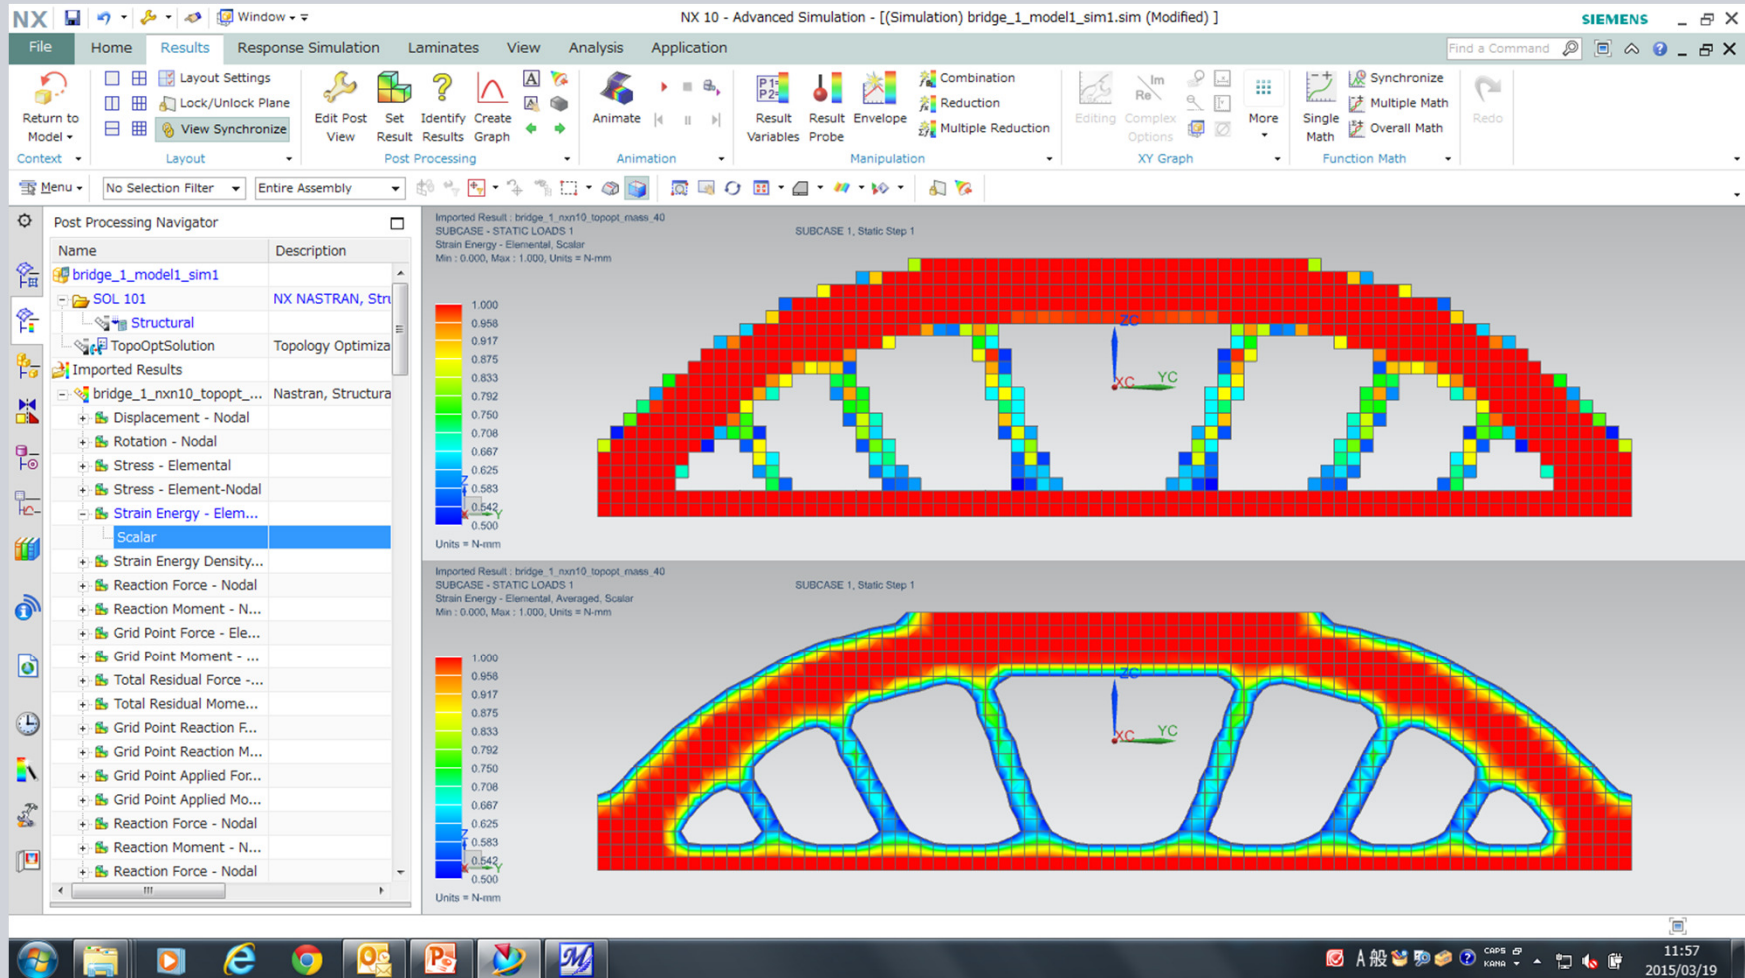 NX Window NX 10 - Advanced Simulation - [(Simulation) bridge_1_model1_sim1.sim (Modified) ] SIEMENS
File Home Results Response Simulation Laminates View Analysis Application Find a Command
Return to Model
Context
Layout Settings
Lock/Unlock Plane
View Synchronize
Layout
Edit Post View
Set Result
Identify Results
Create Graph
Post Processing
Animate
Animation
Result Variables
Result Probe
Envelope
Combination
Reduction
Multiple Reduction
Manipulation
Editing
Complex Options
More
XY Graph
Single Math
Synchronize
Multiple Math
Overall Math
Function Math
Redo
Menu No Selection Filter Entire Assembly
Post Processing Navigator
Name Description
bridge_1_model1_sim1
SOL 101 NX NASTRAN, Stru
Structural
TopoOptSolution Topology Optimiza
Imported Results
bridge_1_nxn10_topopt_... Nastran, Structura
Displacement - Nodal
Rotation - Nodal
Stress - Elemental
Stress - Element-Nodal
Strain Energy - Elem...
Scalar
Strain Energy Density...
Reaction Force - Nodal
Reaction Moment - N...
Grid Point Force - Ele...
Grid Point Moment - ...
Total Residual Force -...
Total Residual Mome...
Grid Point Reaction F...
Grid Point Reaction M...
Grid Point Applied For...
Grid Point Applied Mo...
Reaction Force - Nodal
Reaction Moment - N...
Reaction Force - Nodal
Imported Result : bridge_1_nxn10_topopt_mass_40
SUBCASE - STATIC LOADS 1 SUBCASE 1, Static Step 1
Strain Energy - Elemental, Scalar
Min : 0.000, Max : 1.000, Units = N-mm
1.000
0.958
0.917
0.875
0.833
0.792
0.750
0.708
0.667
0.625
0.583
0.542
0.500
Units = N-mm
Z
Y
ZC
XC YC
Imported Result : bridge_1_nxn10_topopt_mass_40
SUBCASE - STATIC LOADS 1 SUBCASE 1, Static Step 1
Strain Energy - Elemental, Averaged, Scalar
Min : 0.000, Max : 1.000, Units = N-mm
1.000
0.958
0.917
0.875
0.833
0.792
0.750
0.708
0.667
0.625
0.583
0.542
0.500
Units = N-mm
Z
Y
ZC
XC YC
A 般 CAPS
KANA
11:57
2015/03/19